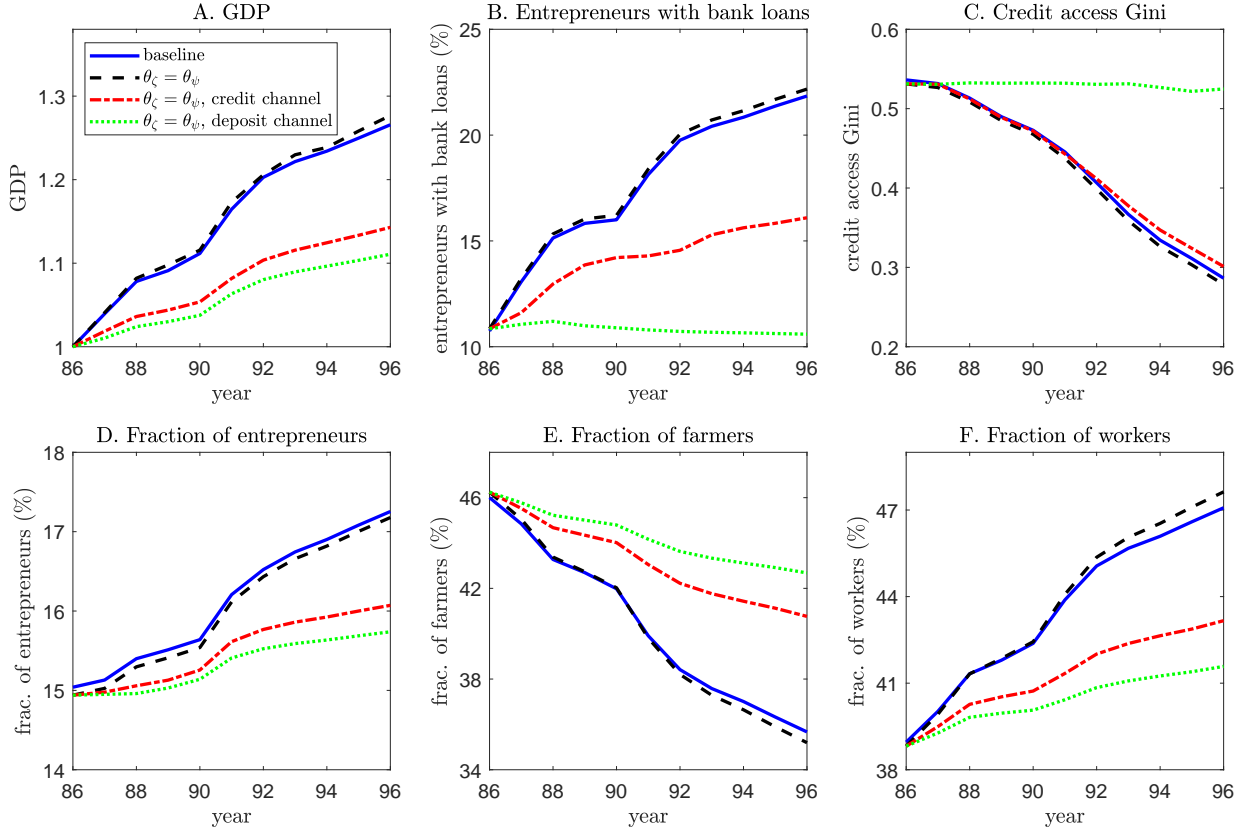 A. GDP
GDP
1
1.1
1.2
1.3
86 88 90 92 94 96
year
baseline
θζ = θψ
θζ = θψ, credit channel
θζ = θψ, deposit channel
B. Entrepreneurs with bank loans
entrepreneurs with bank loans (%)
10
15
20
25
86 88 90 92 94 96
year
C. Credit access Gini
credit access Gini
0.2
0.3
0.4
0.5
0.6
86 88 90 92 94 96
year
D. Fraction of entrepreneurs
frac. of entrepreneurs (%)
14
15
16
17
18
86 88 90 92 94 96
year
E. Fraction of farmers
frac. of farmers (%)
34
38
42
46
86 88 90 92 94 96
year
F. Fraction of workers
frac. of workers (%)
38
41
44
47
86 88 90 92 94 96
year